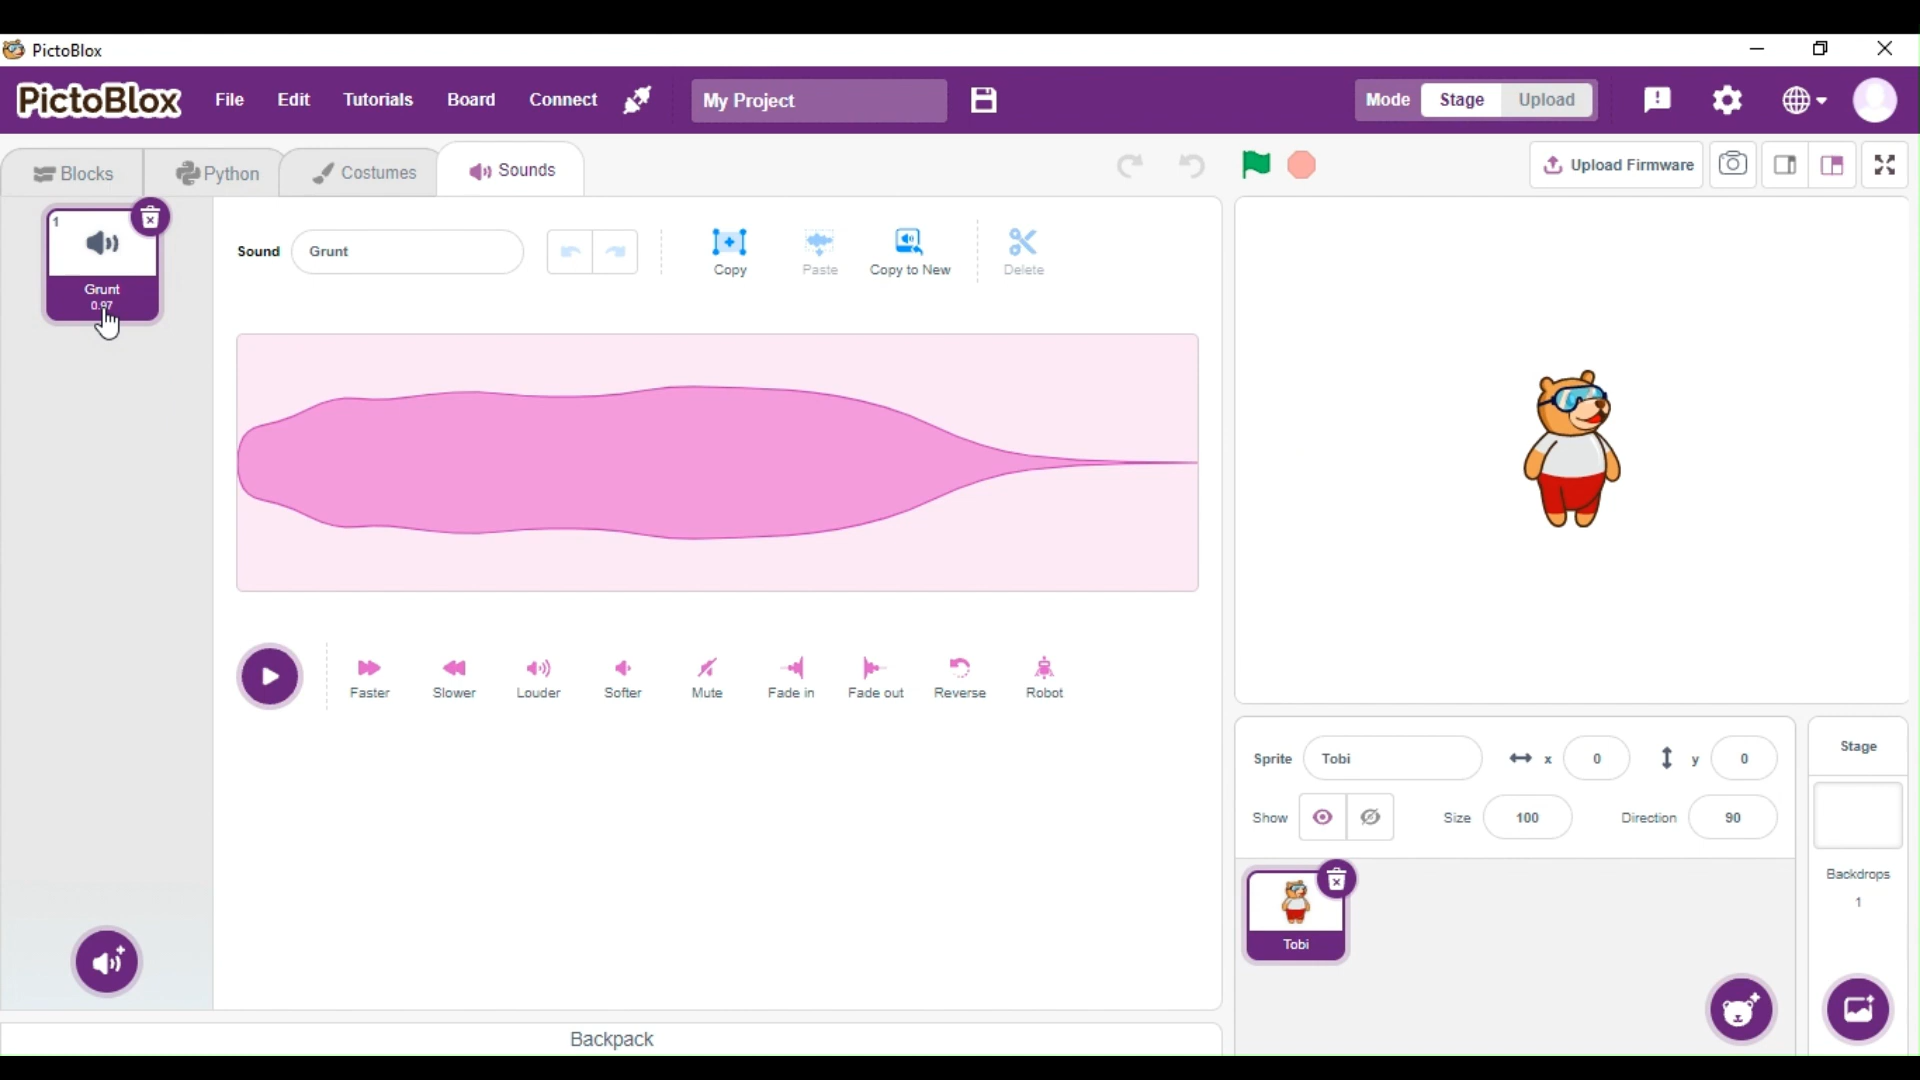 PictoBlox
PictoBlox File Edit Tutorials Board Connect My Project Mode Stage Upload
Blocks Python Costumes Sounds Upload Firmware
1
Grunt
0.97
Sound Grunt Copy Paste Copy to New Delete
Faster Slower Louder Softer Mute Fade in Fade out Reverse Robot
Sprite Tobi x 0 y 0
Show Size 100 Direction 90
Tobi
Stage
Backdrops
1
Backpack